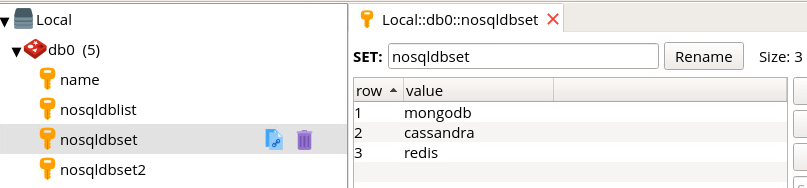 Local
db0 (5)
name
nosqldblist
nosqldbset
nosqldbset2
Local::db0::nosqldbset
SET: nosqldbset Rename Size: 3
row value
1 mongodb
2 cassandra
3 redis